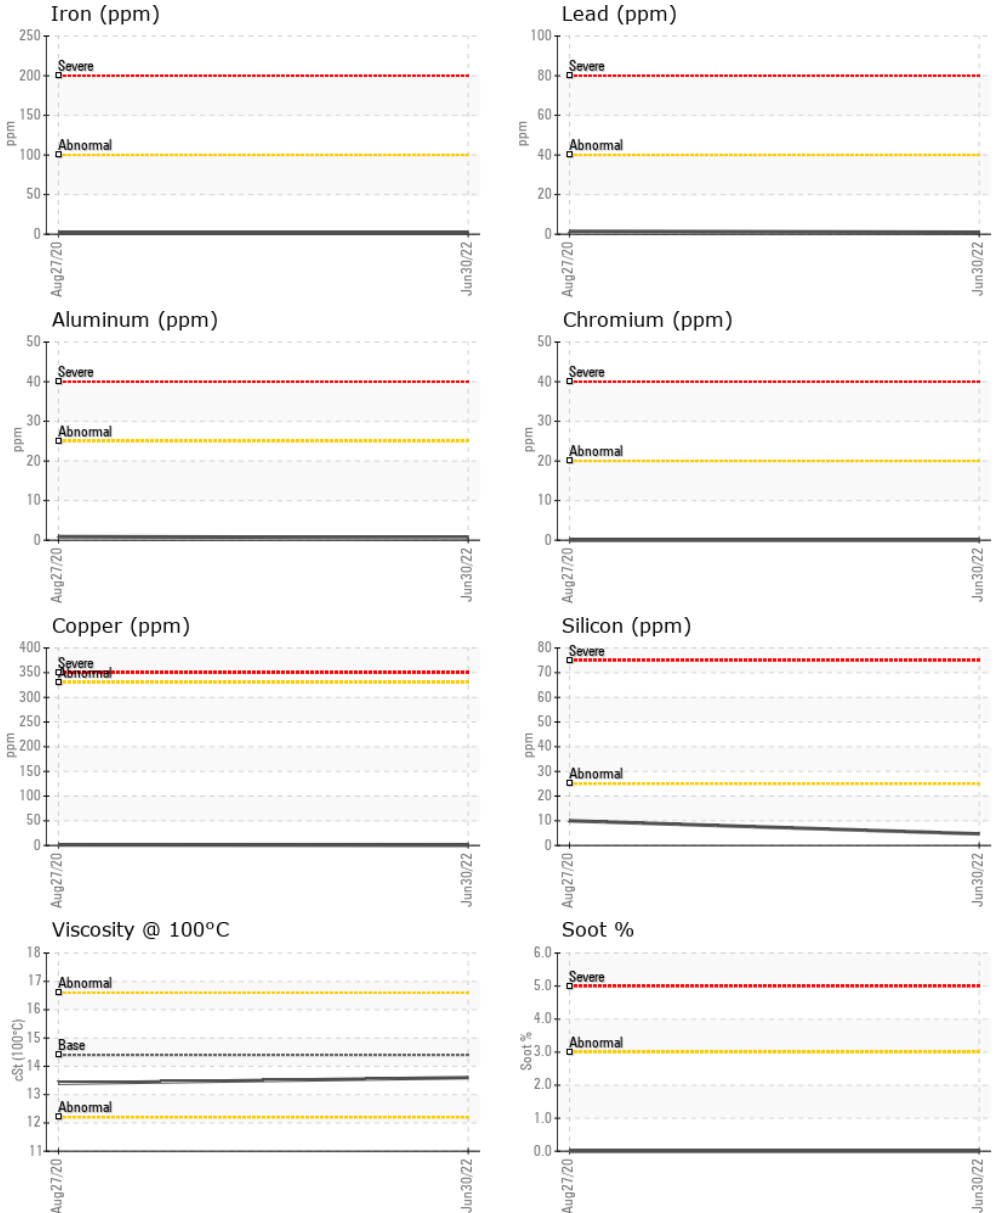 Iron (ppm)
250
200
150
100
50
0
ppm
Severe
Abnormal
Aug27/20
Jun30/22
Lead (ppm)
100
80
60
40
20
0
ppm
Severe
Abnormal
Aug27/20
Jun30/22
Aluminum (ppm)
50
40
30
20
10
0
ppm
Severe
Abnormal
Aug27/20
Jun30/22
Chromium (ppm)
50
40
30
20
10
0
ppm
Severe
Abnormal
Aug27/20
Jun30/22
Copper (ppm)
400
350
300
250
200
150
100
50
0
ppm
Severe
Abnormal
Aug27/20
Jun30/22
Silicon (ppm)
80
70
60
50
40
30
20
10
0
ppm
Severe
Abnormal
Aug27/20
Jun30/22
Viscosity @ 100°C
18
17
16
15
14
13
12
11
cSt (100°C)
Abnormal
Base
Abnormal
Aug27/20
Jun30/22
Soot %
6.0
5.0
4.0
3.0
2.0
1.0
0.0
Soot %
Severe
Abnormal
Aug27/20
Jun30/22